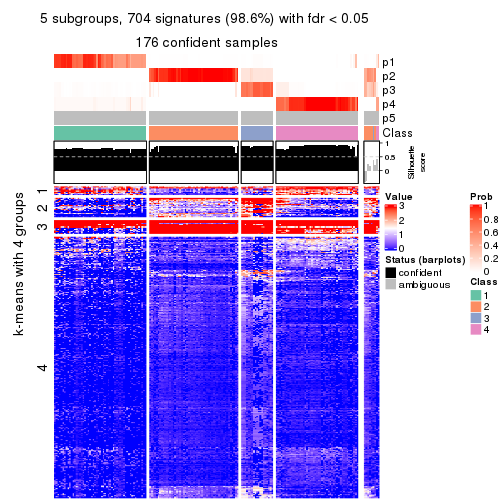 5 subgroups, 704 signatures (98.6%) with fdr < 0.05
176 confident samples
p1
p2
p3
p4
p5
Class
1
0.5
0
Silhouette
score
k-means with 4 groups
1
2
3
4
Value
3
2
1
0
Status (barplots)
confident
ambiguous
Prob
1
0.8
0.6
0.4
0.2
0
Class
1
2
3
4